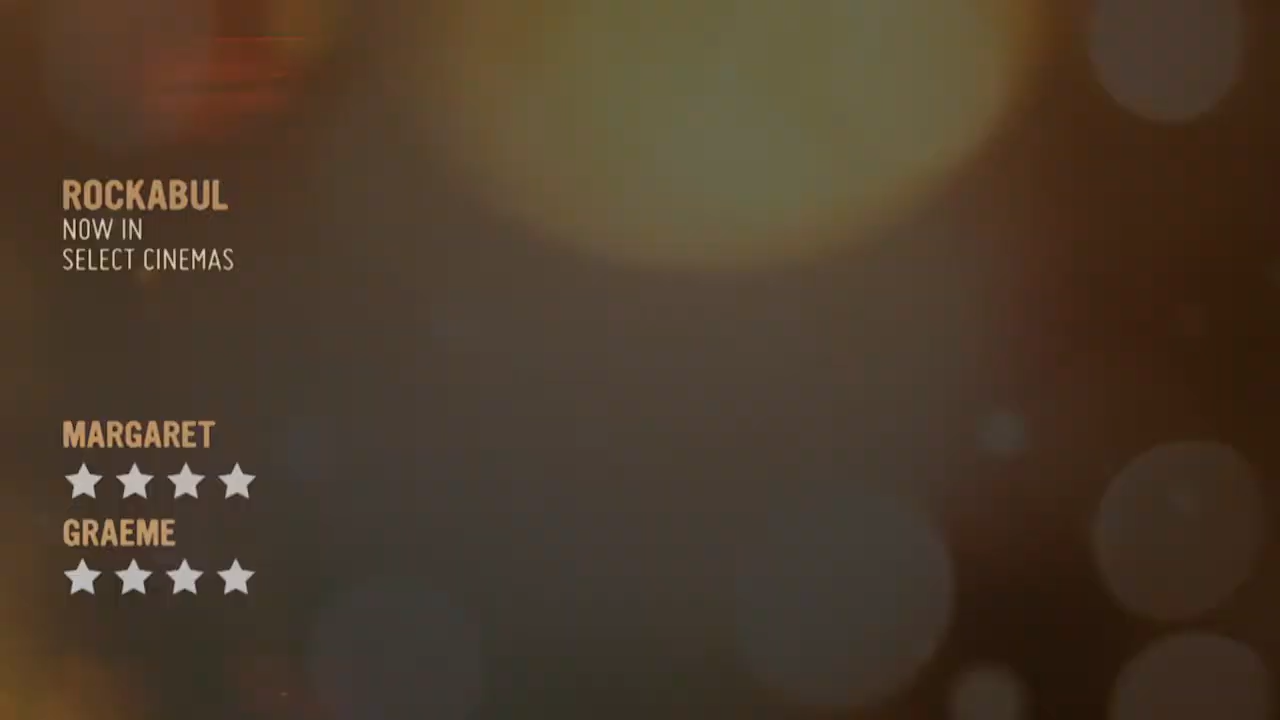 ROCKABUL
NOW IN
SELECT CINEMAS
MARGARET
GRAEME